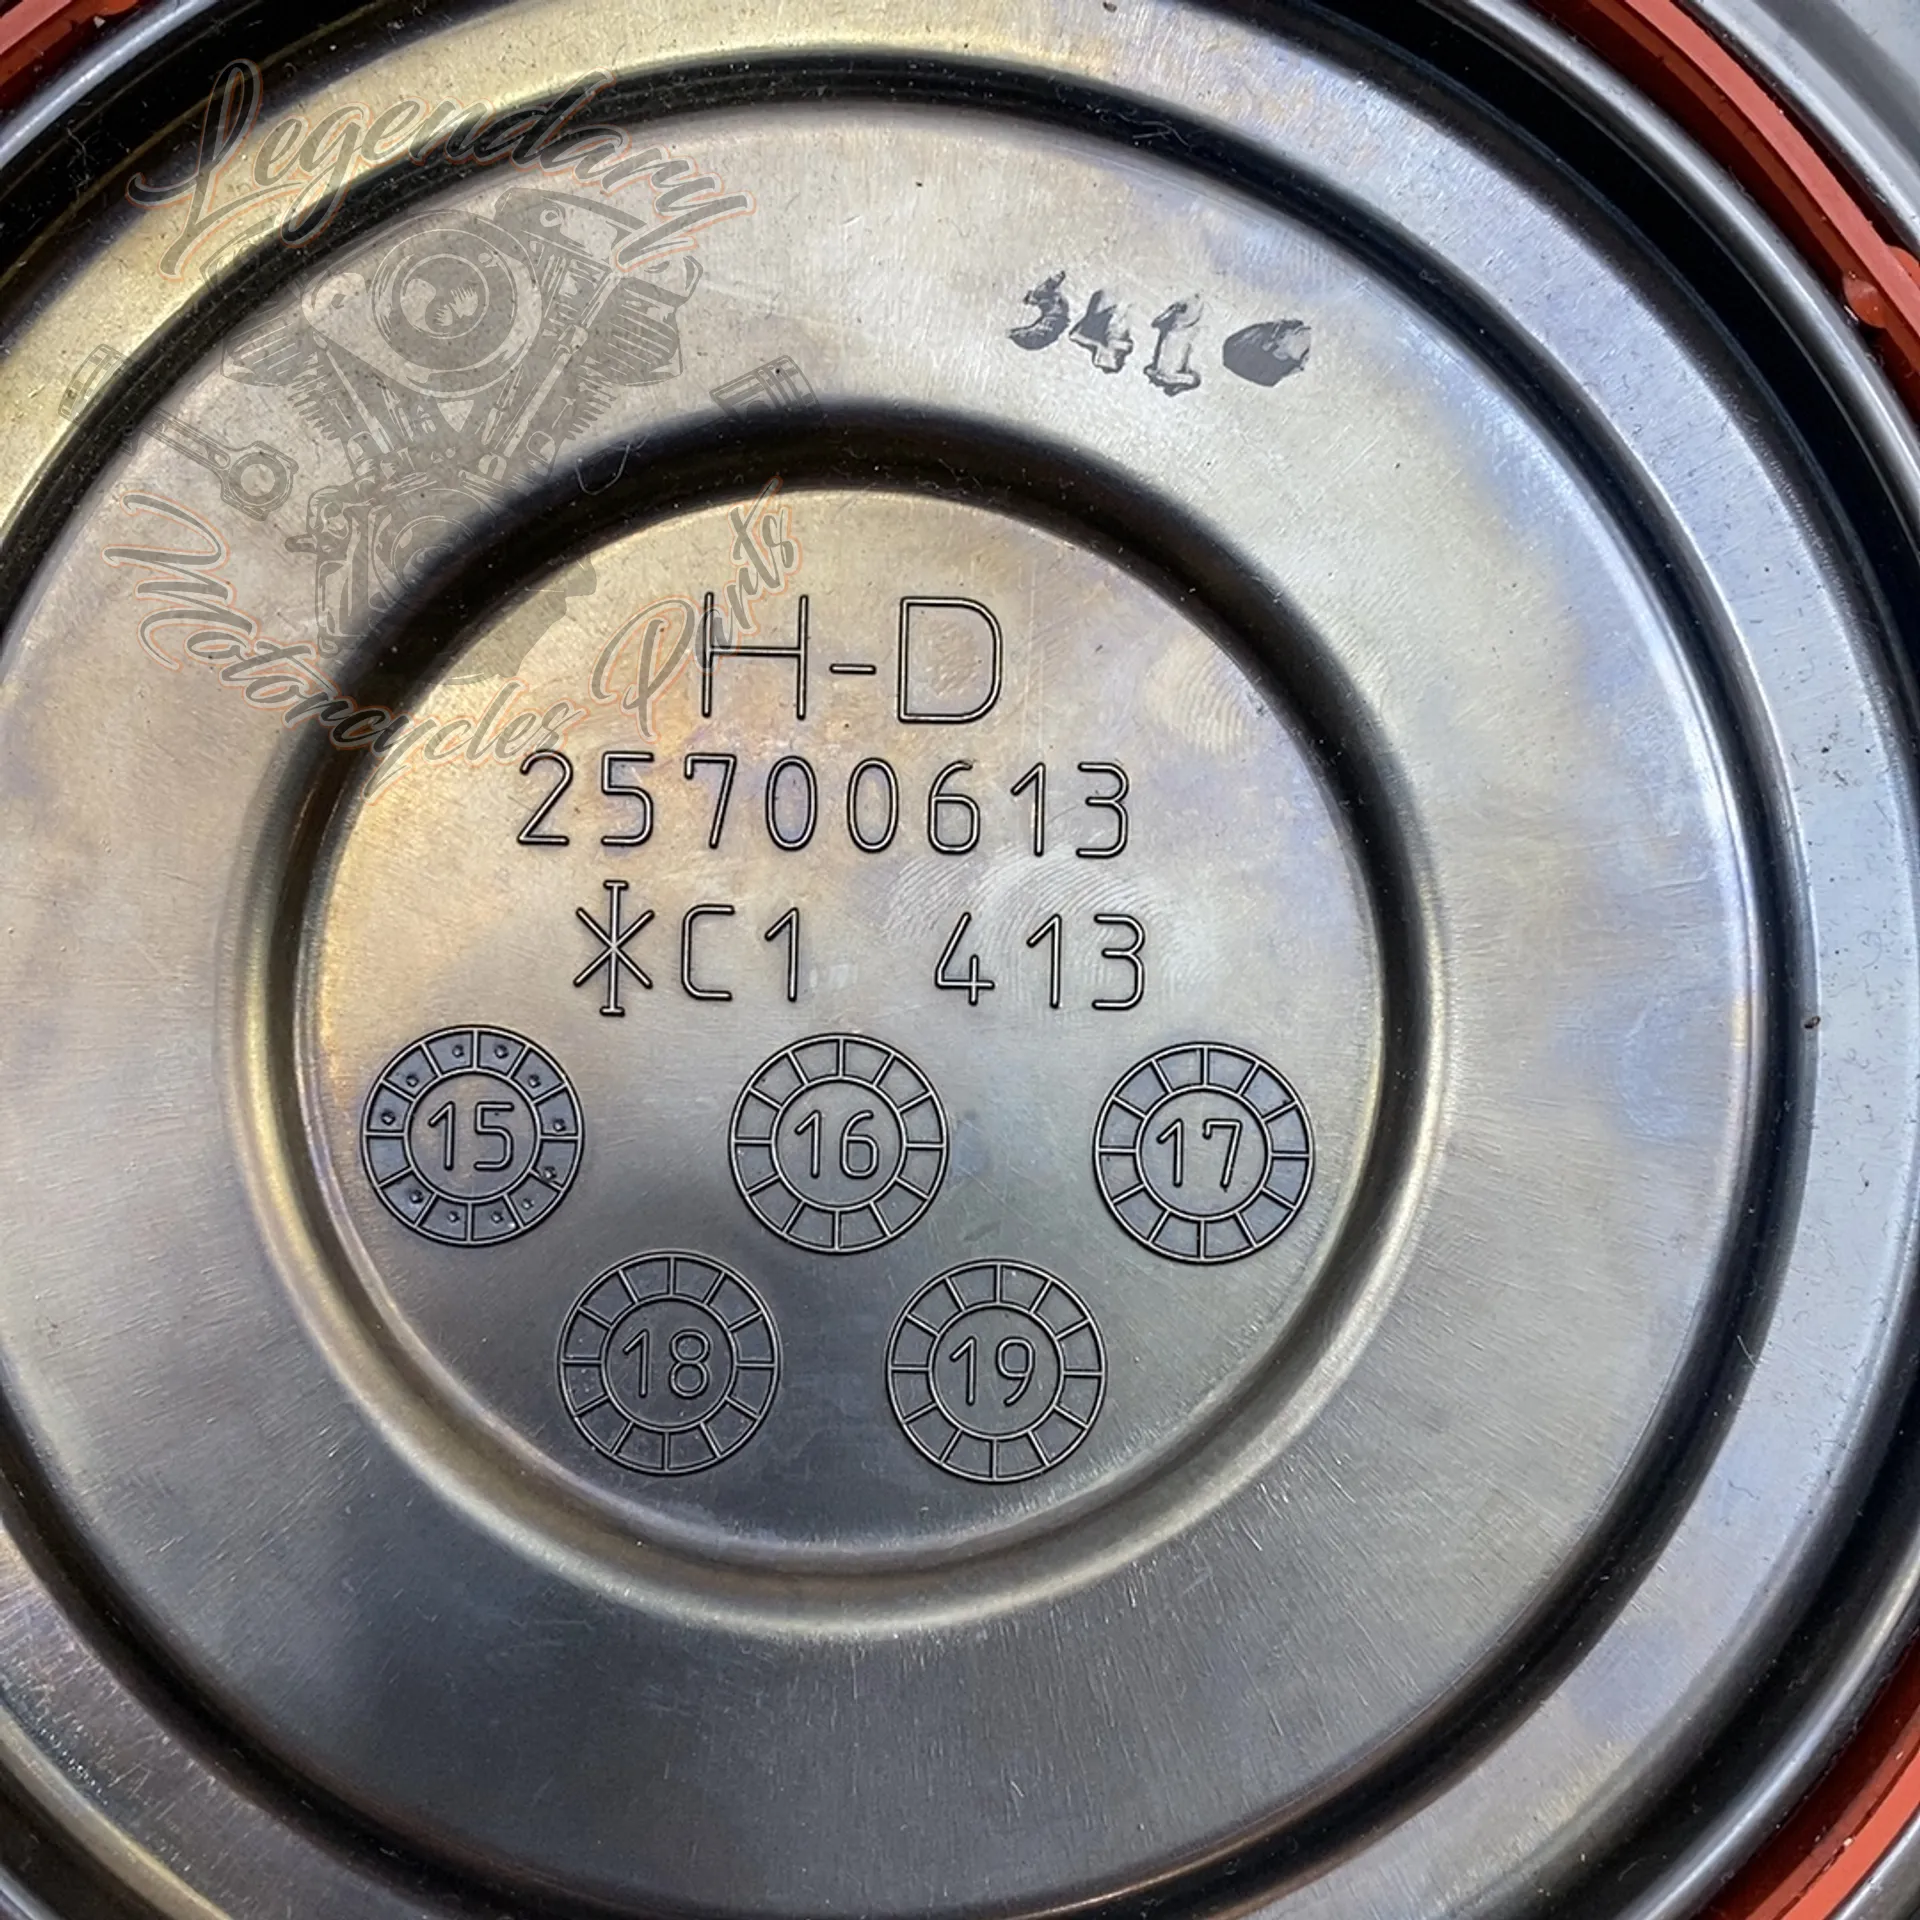 Legendary
Motorcycles Parts
H-D
25700613
C1 413
15 16 17
18 19